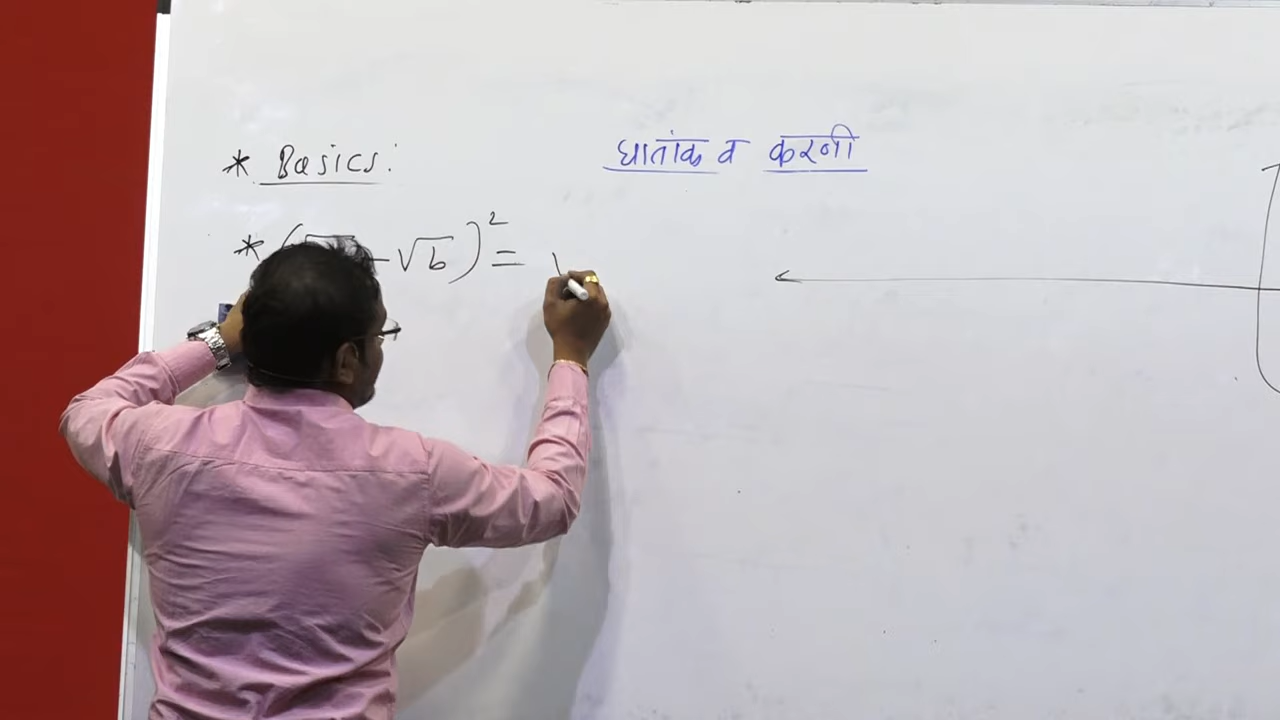 * Basics:
घातांक व करणी
* ( - √b )² =